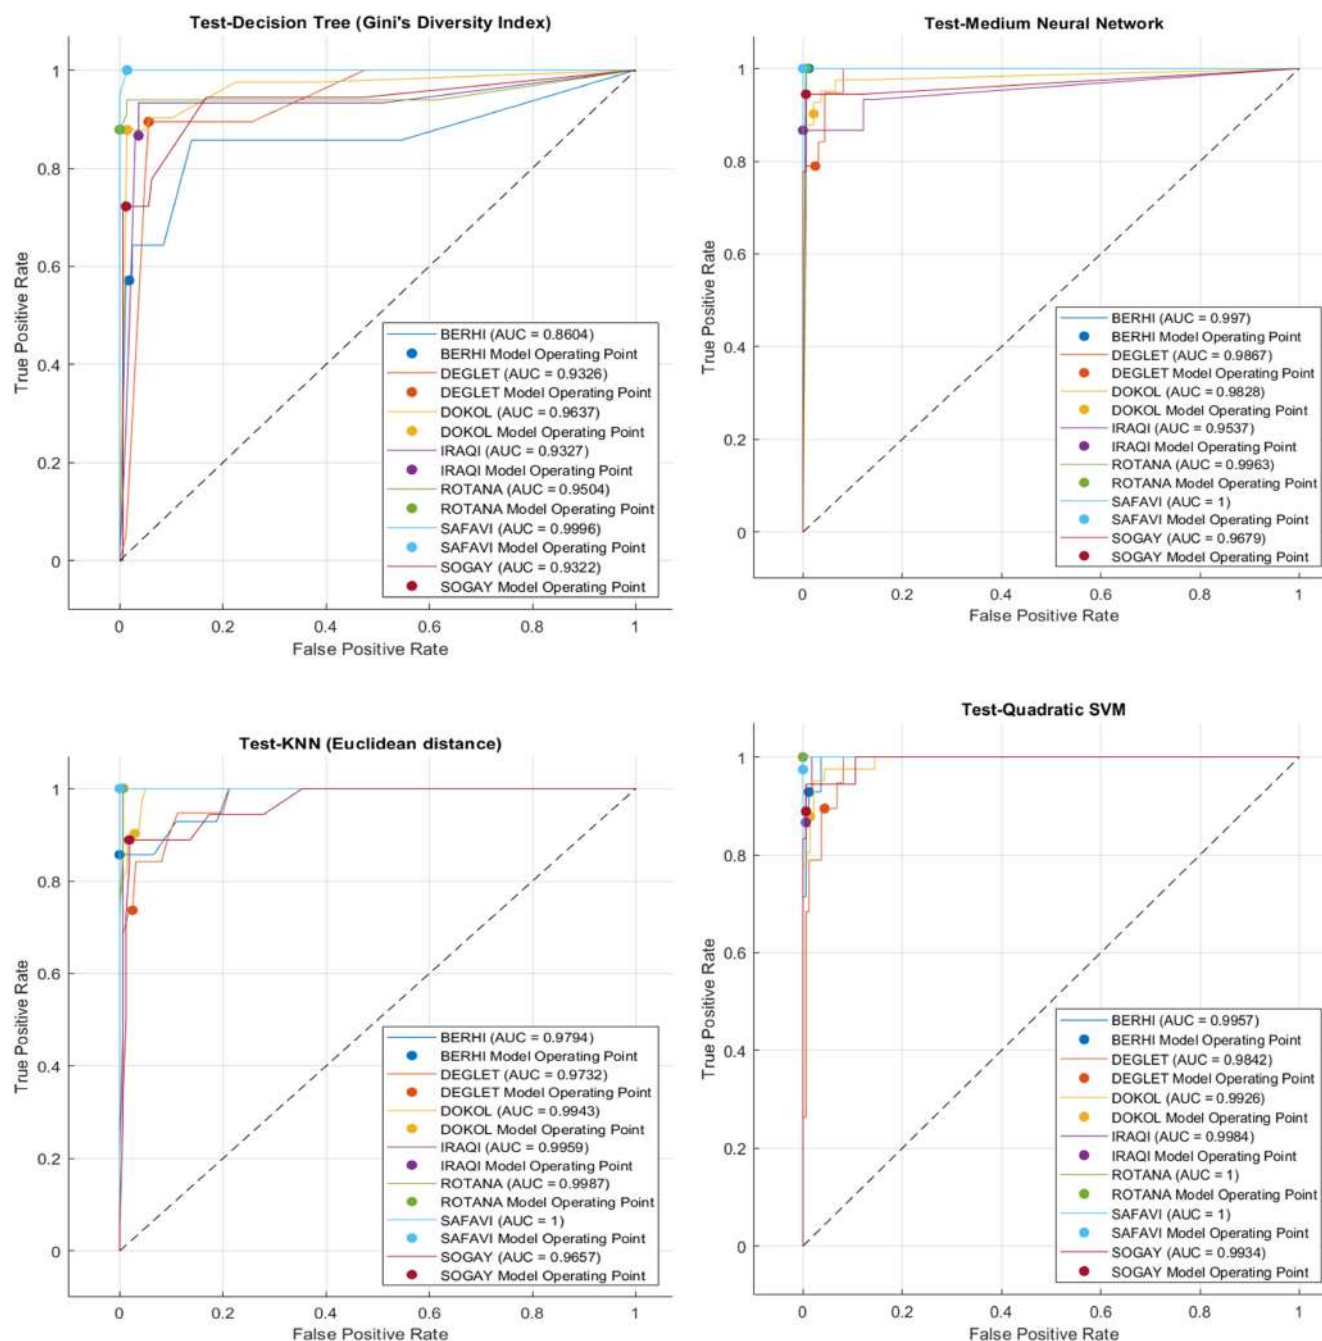 Test-Decision Tree (Gini's Diversity Index)
1
0.8
0.6
0.4
0.2
0
True Positive Rate
BERHI (AUC = 0.8604)
BERHI Model Operating Point
DEGLET (AUC = 0.9326)
DEGLET Model Operating Point
DOKOL (AUC = 0.9637)
DOKOL Model Operating Point
IRAQI (AUC = 0.9327)
IRAQI Model Operating Point
ROTANA (AUC = 0.9504)
ROTANA Model Operating Point
SAFAVI (AUC = 0.9996)
SAFAVI Model Operating Point
SOGAY (AUC = 0.9322)
SOGAY Model Operating Point
0 0.2 0.4 0.6 0.8 1
False Positive Rate
Test-Medium Neural Network
1
0.8
0.6
0.4
0.2
0
True Positive Rate
BERHI (AUC = 0.997)
BERHI Model Operating Point
DEGLET (AUC = 0.9867)
DEGLET Model Operating Point
DOKOL (AUC = 0.9828)
DOKOL Model Operating Point
IRAQI (AUC = 0.9537)
IRAQI Model Operating Point
ROTANA (AUC = 0.9963)
ROTANA Model Operating Point
SAFAVI (AUC = 1)
SAFAVI Model Operating Point
SOGAY (AUC = 0.9679)
SOGAY Model Operating Point
0 0.2 0.4 0.6 0.8 1
False Positive Rate
Test-KNN (Euclidean distance)
1
0.8
0.6
0.4
0.2
0
True Positive Rate
BERHI (AUC = 0.9794)
BERHI Model Operating Point
DEGLET (AUC = 0.9732)
DEGLET Model Operating Point
DOKOL (AUC = 0.9943)
DOKOL Model Operating Point
IRAQI (AUC = 0.9959)
IRAQI Model Operating Point
ROTANA (AUC = 0.9987)
ROTANA Model Operating Point
SAFAVI (AUC = 1)
SAFAVI Model Operating Point
SOGAY (AUC = 0.9657)
SOGAY Model Operating Point
0 0.2 0.4 0.6 0.8 1
False Positive Rate
Test-Quadratic SVM
1
0.8
0.6
0.4
0.2
0
True Positive Rate
BERHI (AUC = 0.9957)
BERHI Model Operating Point
DEGLET (AUC = 0.9842)
DEGLET Model Operating Point
DOKOL (AUC = 0.9926)
DOKOL Model Operating Point
IRAQI (AUC = 0.9984)
IRAQI Model Operating Point
ROTANA (AUC = 1)
ROTANA Model Operating Point
SAFAVI (AUC = 1)
SAFAVI Model Operating Point
SOGAY (AUC = 0.9934)
SOGAY Model Operating Point
0 0.2 0.4 0.6 0.8 1
False Positive Rate